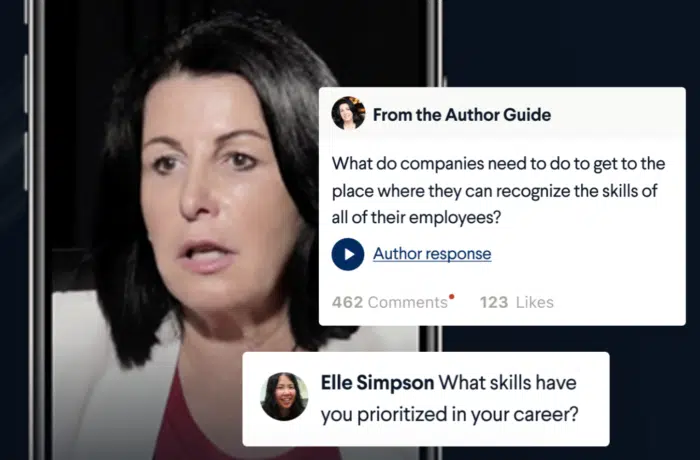 From the Author Guide
What do companies need to do to get to the
place where they can recognize the skills of
all of their employees?
Author response
462 Comments 123 Likes
Elle Simpson What skills have
you prioritized in your career?